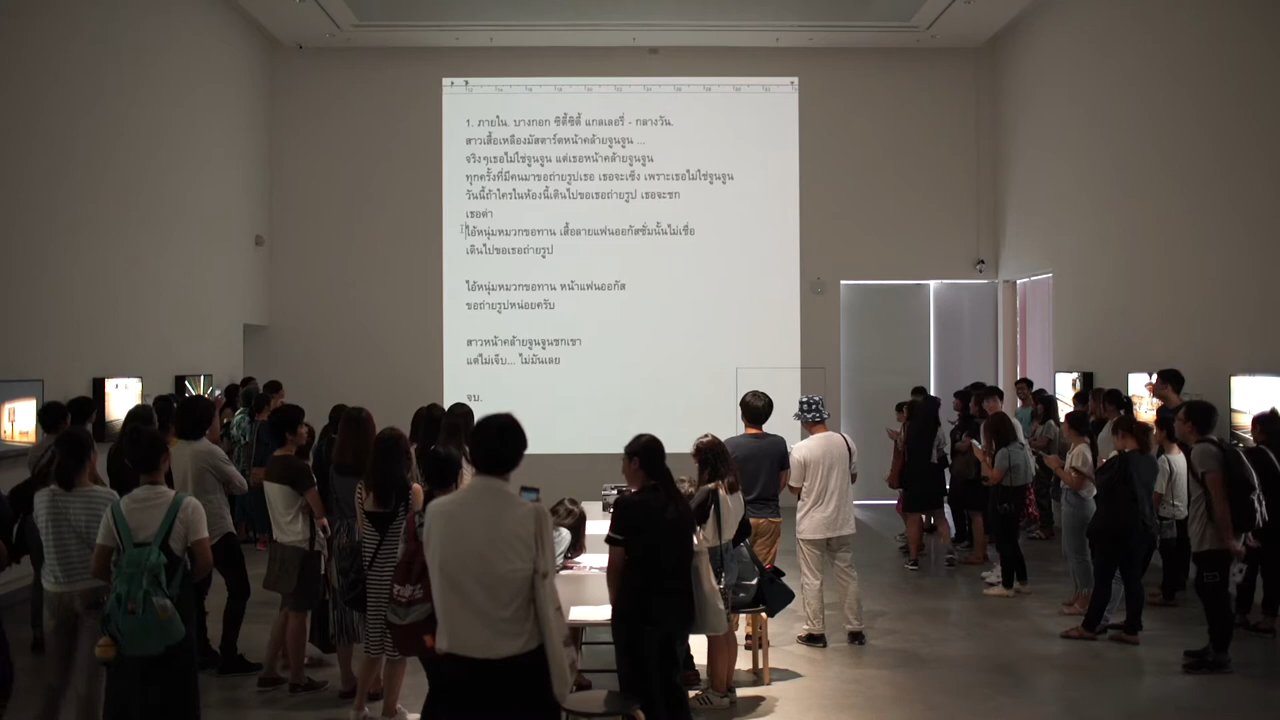 1. ภายใน. บางกอก ซิตี้ซิตี้ แกลเลอรี่ - กลางวัน.
สาวเสื้อเหลืองมัสตาร์ดหน้าคล้ายจูนจูน ...
จริงๆเธอไม่ใช่จูนจูน แต่เธอหน้าคล้ายจูนจูน
ทุกครั้งที่มีคนมาขอถ่ายรูปเธอ เธอจะเซ็ง เพราะเธอไม่ใช่จูนจูน
วันนี้ถ้าใครในห้องนี้เดินไปขอเธอถ่ายรูป เธอจะชก
เธอด่า
ไอ้หนุ่มหมวกขอทาน เสื้อลายแฟนออกัสซั่มนั้นไม่เชื่อ
เดินไปขอเธอถ่ายรูป
ไอ้หนุ่มหมวกขอทาน หน้าแฟนออกัส
ขอถ่ายรูปหน่อยครับ
สาวหน้าคล้ายจูนจูนชกเขา
แต่ไม่เจ็บ... ไม่มันเลย
จบ.